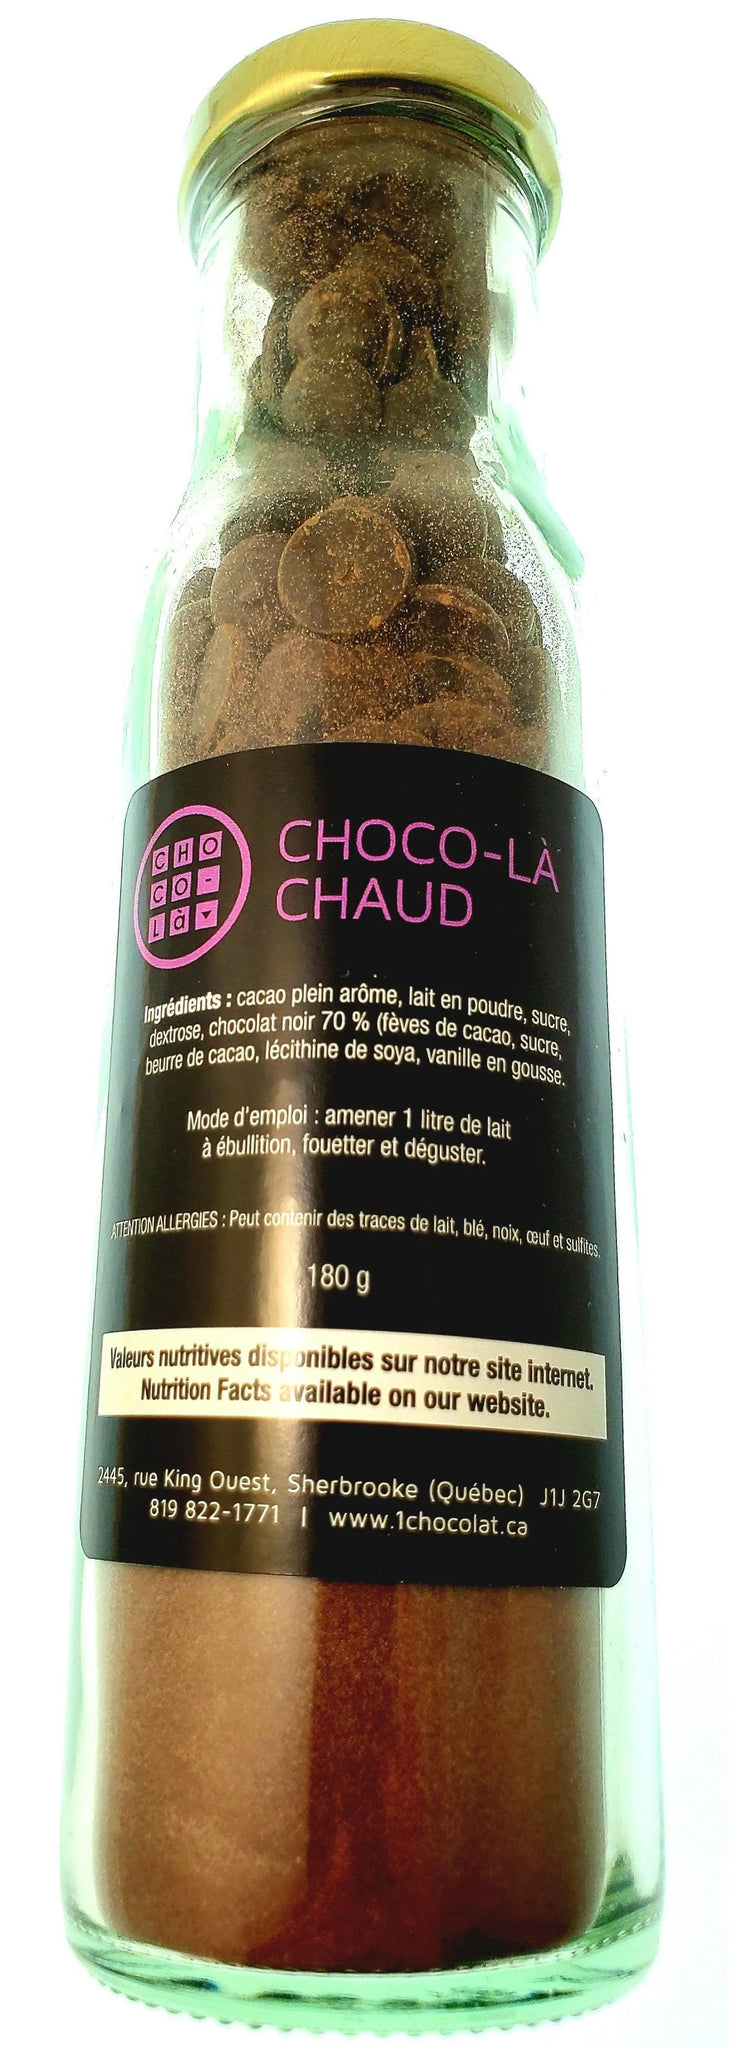 CHO
CO-
Là
CHOCO-LÀ
CHAUD
Ingrédients : cacao plein arôme, lait en poudre, sucre,
dextrose, chocolat noir 70 % (fèves de cacao, sucre,
beurre de cacao, lécithine de soya, vanille en gousse.
Mode d'emploi : amener 1 litre de lait
à ébullition, fouetter et déguster.
ATTENTION ALLERGIES : Peut contenir des traces de lait, blé, noix, œuf et sulfites.
180 g
Valeurs nutritives disponibles sur notre site internet.
Nutrition Facts available on our website.
2445, rue King Ouest, Sherbrooke (Québec) J1J 2G7
819 822-1771 | www.1chocolat.ca